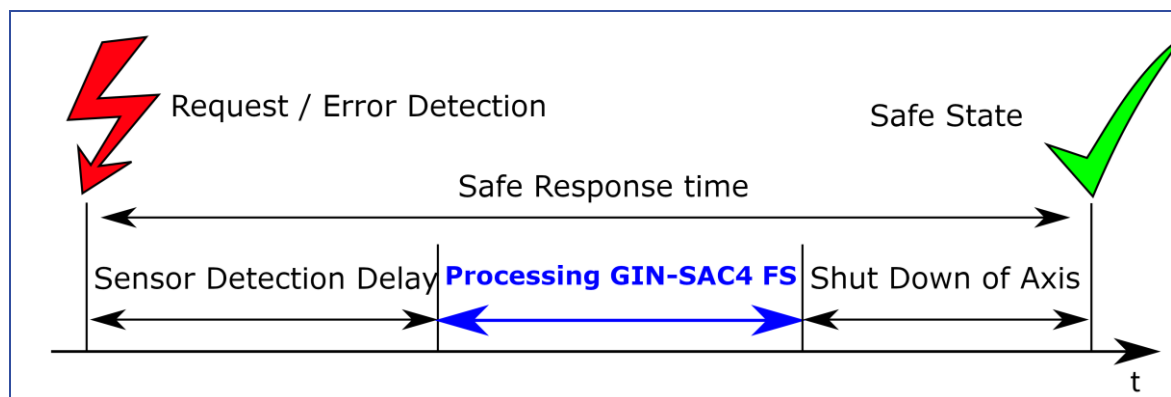 Request / Error Detection
Safe State
Safe Response time
Sensor Detection Delay
Processing GIN-SAC4 FS
Shut Down of Axis
t